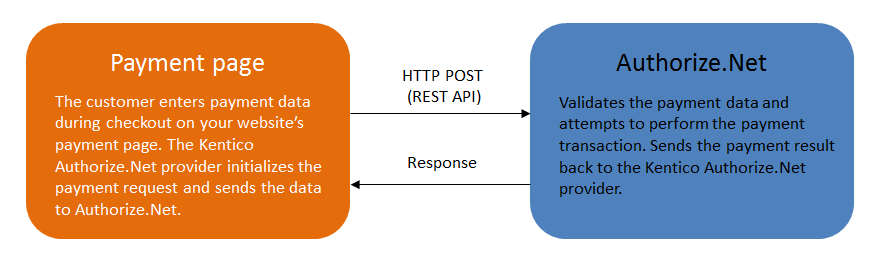 Payment page
The customer enters payment data
during checkout on your website’s
payment page. The Kentico
Authorize.Net provider initializes the
payment request and sends the data
to Authorize.Net.
HTTP POST
(REST API)
Response
Authorize.Net
Validates the payment data and
attempts to perform the payment
transaction. Sends the payment result
back to the Kentico Authorize.Net
provider.